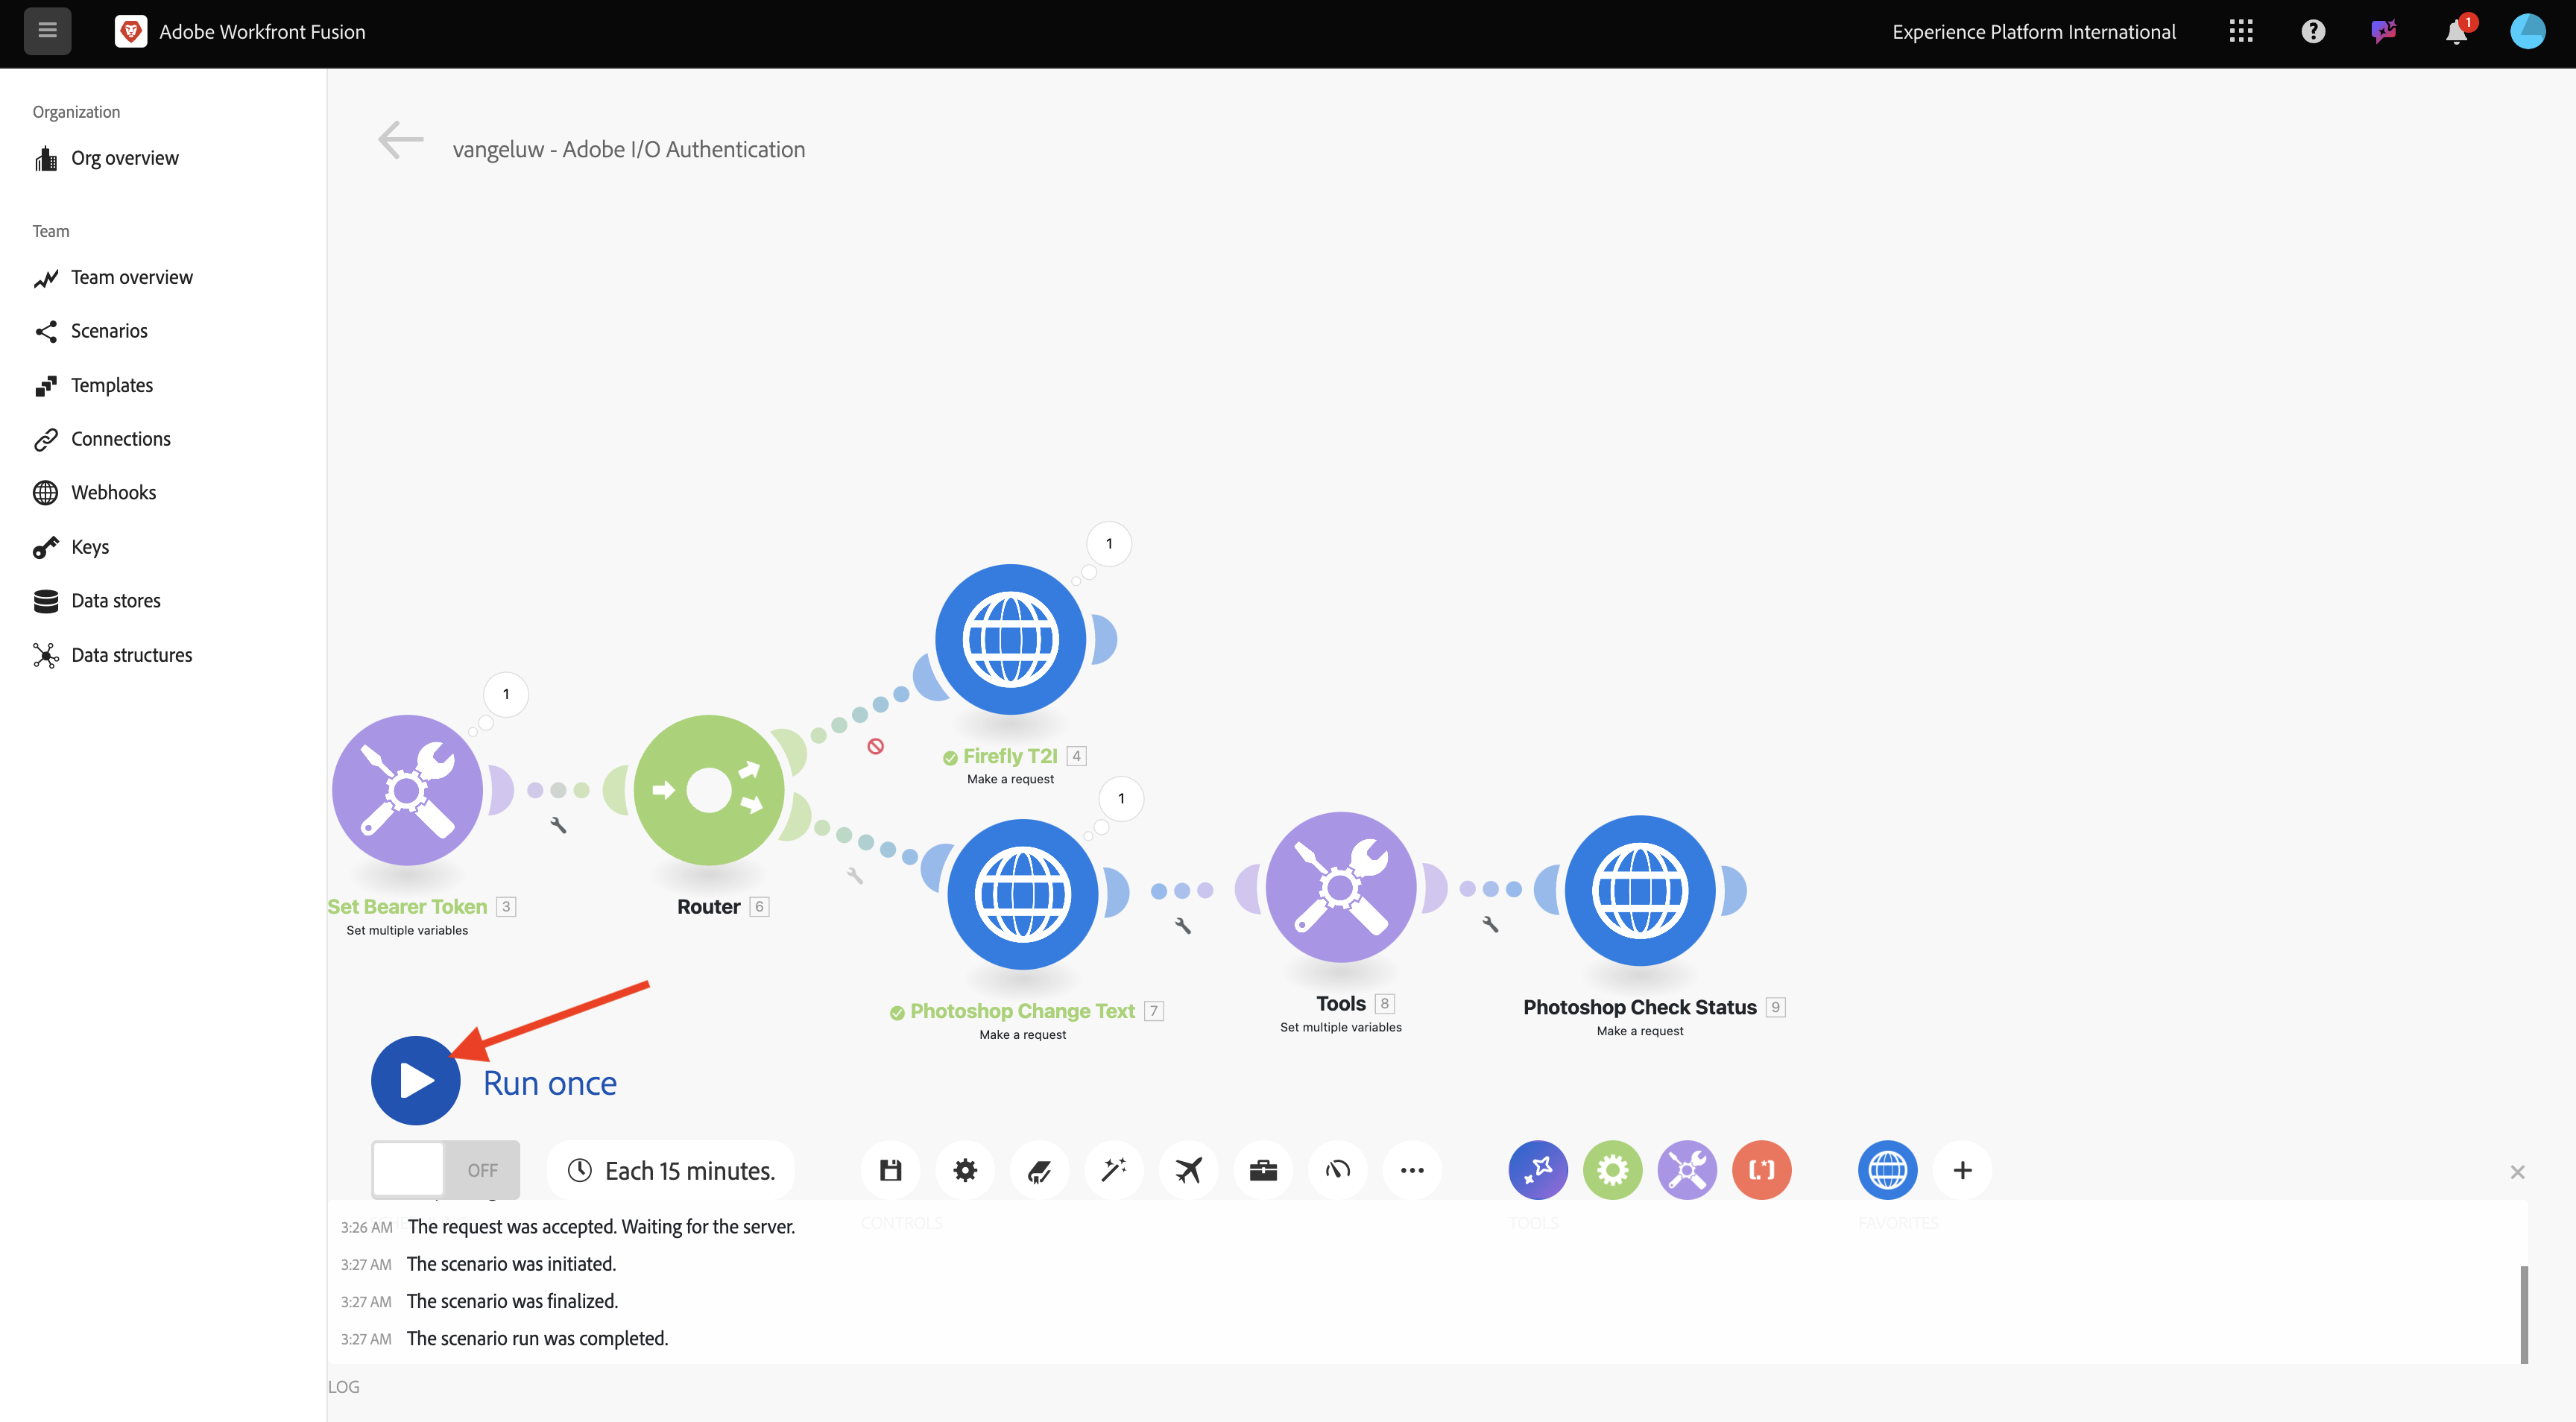 Adobe Workfront Fusion
Experience Platform International
1
Organization
Org overview
Team
Team overview
Scenarios
Templates
Connections
Webhooks
Keys
Data stores
Data structures
vangeluw - Adobe I/O Authentication
1
Firefly T2I 4
Make a request
1
Set Bearer Token 3
Set multiple variables
Router 6
1
Photoshop Change Text 7
Make a request
Tools 8
Set multiple variables
Photoshop Check Status 9
Make a request
Run once
OFF
Each 15 minutes.
CONTROLS
TOOLS
FAVORITES
3:26 AM The request was accepted. Waiting for the server.
3:27 AM The scenario was initiated.
3:27 AM The scenario was finalized.
3:27 AM The scenario run was completed.
LOG